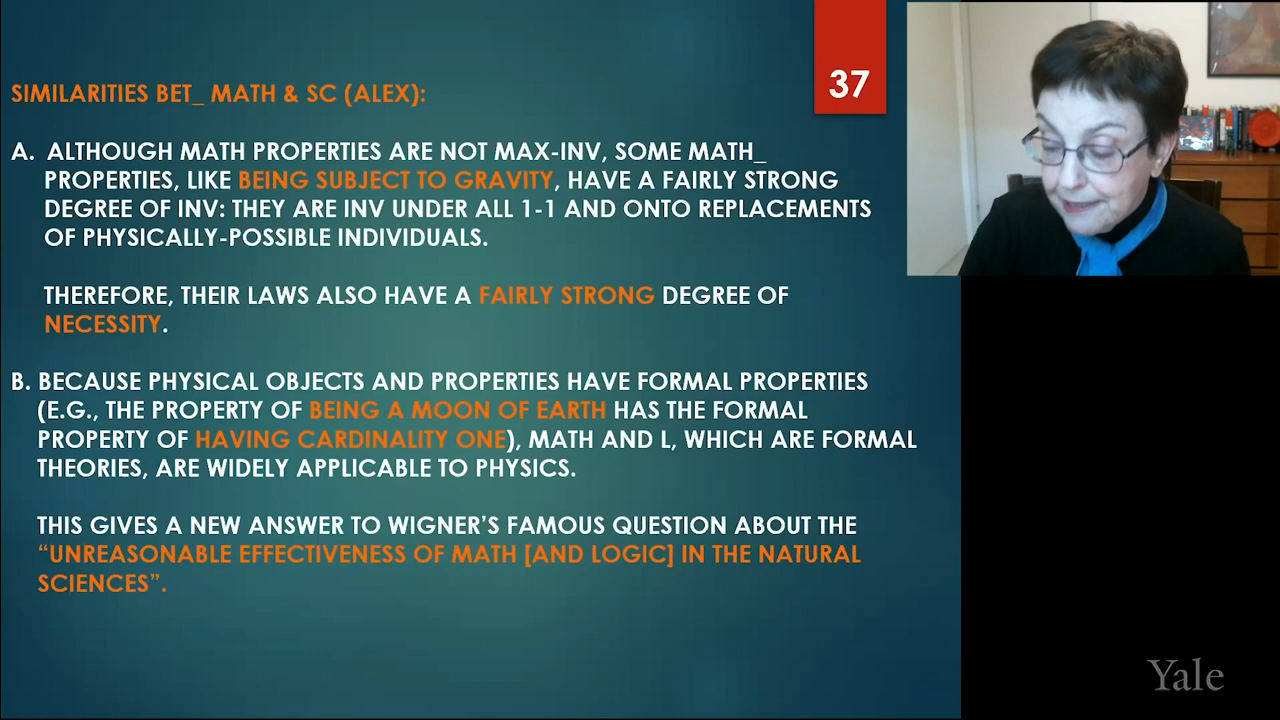 37
SIMILARITIES BET_ MATH & SC (ALEX):
A. ALTHOUGH MATH PROPERTIES ARE NOT MAX-INV, SOME MATH_
PROPERTIES, LIKE BEING SUBJECT TO GRAVITY, HAVE A FAIRLY STRONG
DEGREE OF INV: THEY ARE INV UNDER ALL 1-1 AND ONTO REPLACEMENTS
OF PHYSICALLY-POSSIBLE INDIVIDUALS.
THEREFORE, THEIR LAWS ALSO HAVE A FAIRLY STRONG DEGREE OF
NECESSITY.
B. BECAUSE PHYSICAL OBJECTS AND PROPERTIES HAVE FORMAL PROPERTIES
(E.G., THE PROPERTY OF BEING A MOON OF EARTH HAS THE FORMAL
PROPERTY OF HAVING CARDINALITY ONE), MATH AND L, WHICH ARE FORMAL
THEORIES, ARE WIDELY APPLICABLE TO PHYSICS.
THIS GIVES A NEW ANSWER TO WIGNER'S FAMOUS QUESTION ABOUT THE
“UNREASONABLE EFFECTIVENESS OF MATH [AND LOGIC] IN THE NATURAL
SCIENCES”.
Yale